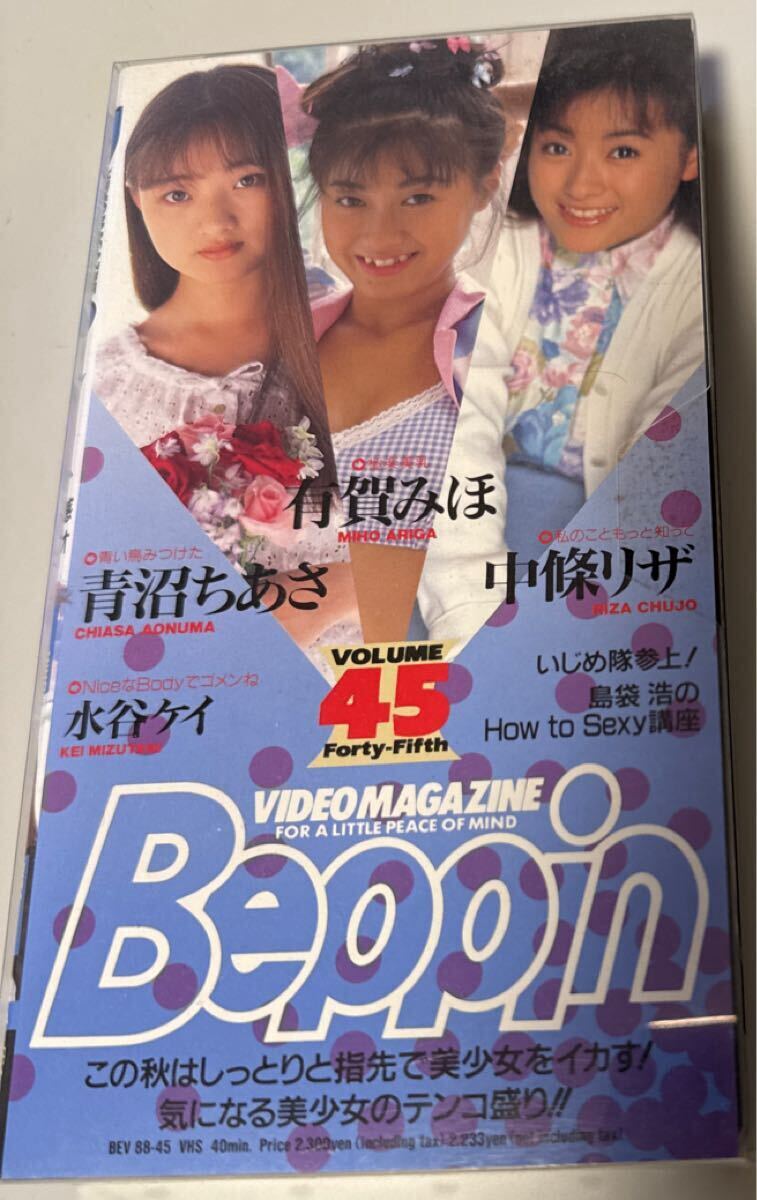 有賀みほ
MIHO ARIGA
青い鳥みつけた
青沼ちあさ
CHIASA AONUMA
私のこともっと知って
中條リザ
RIZA CHUJO
NiceなBodyでゴメンね
水谷ケイ
KEI MIZUTANI
VOLUME
45
Forty-Fifth
いじめ隊参上!
島袋 浩の
How to Sexy講座
VIDEO MAGAZINE
FOR A LITTLE PEACE OF MIND
Beppin
この秋はしっとりと指先で美少女をイカす!
気になる美少女のテンコ盛り!!
BEV 88-45 VHS 40min. Price 2,300yen (including tax) 2,233yen (not including tax)